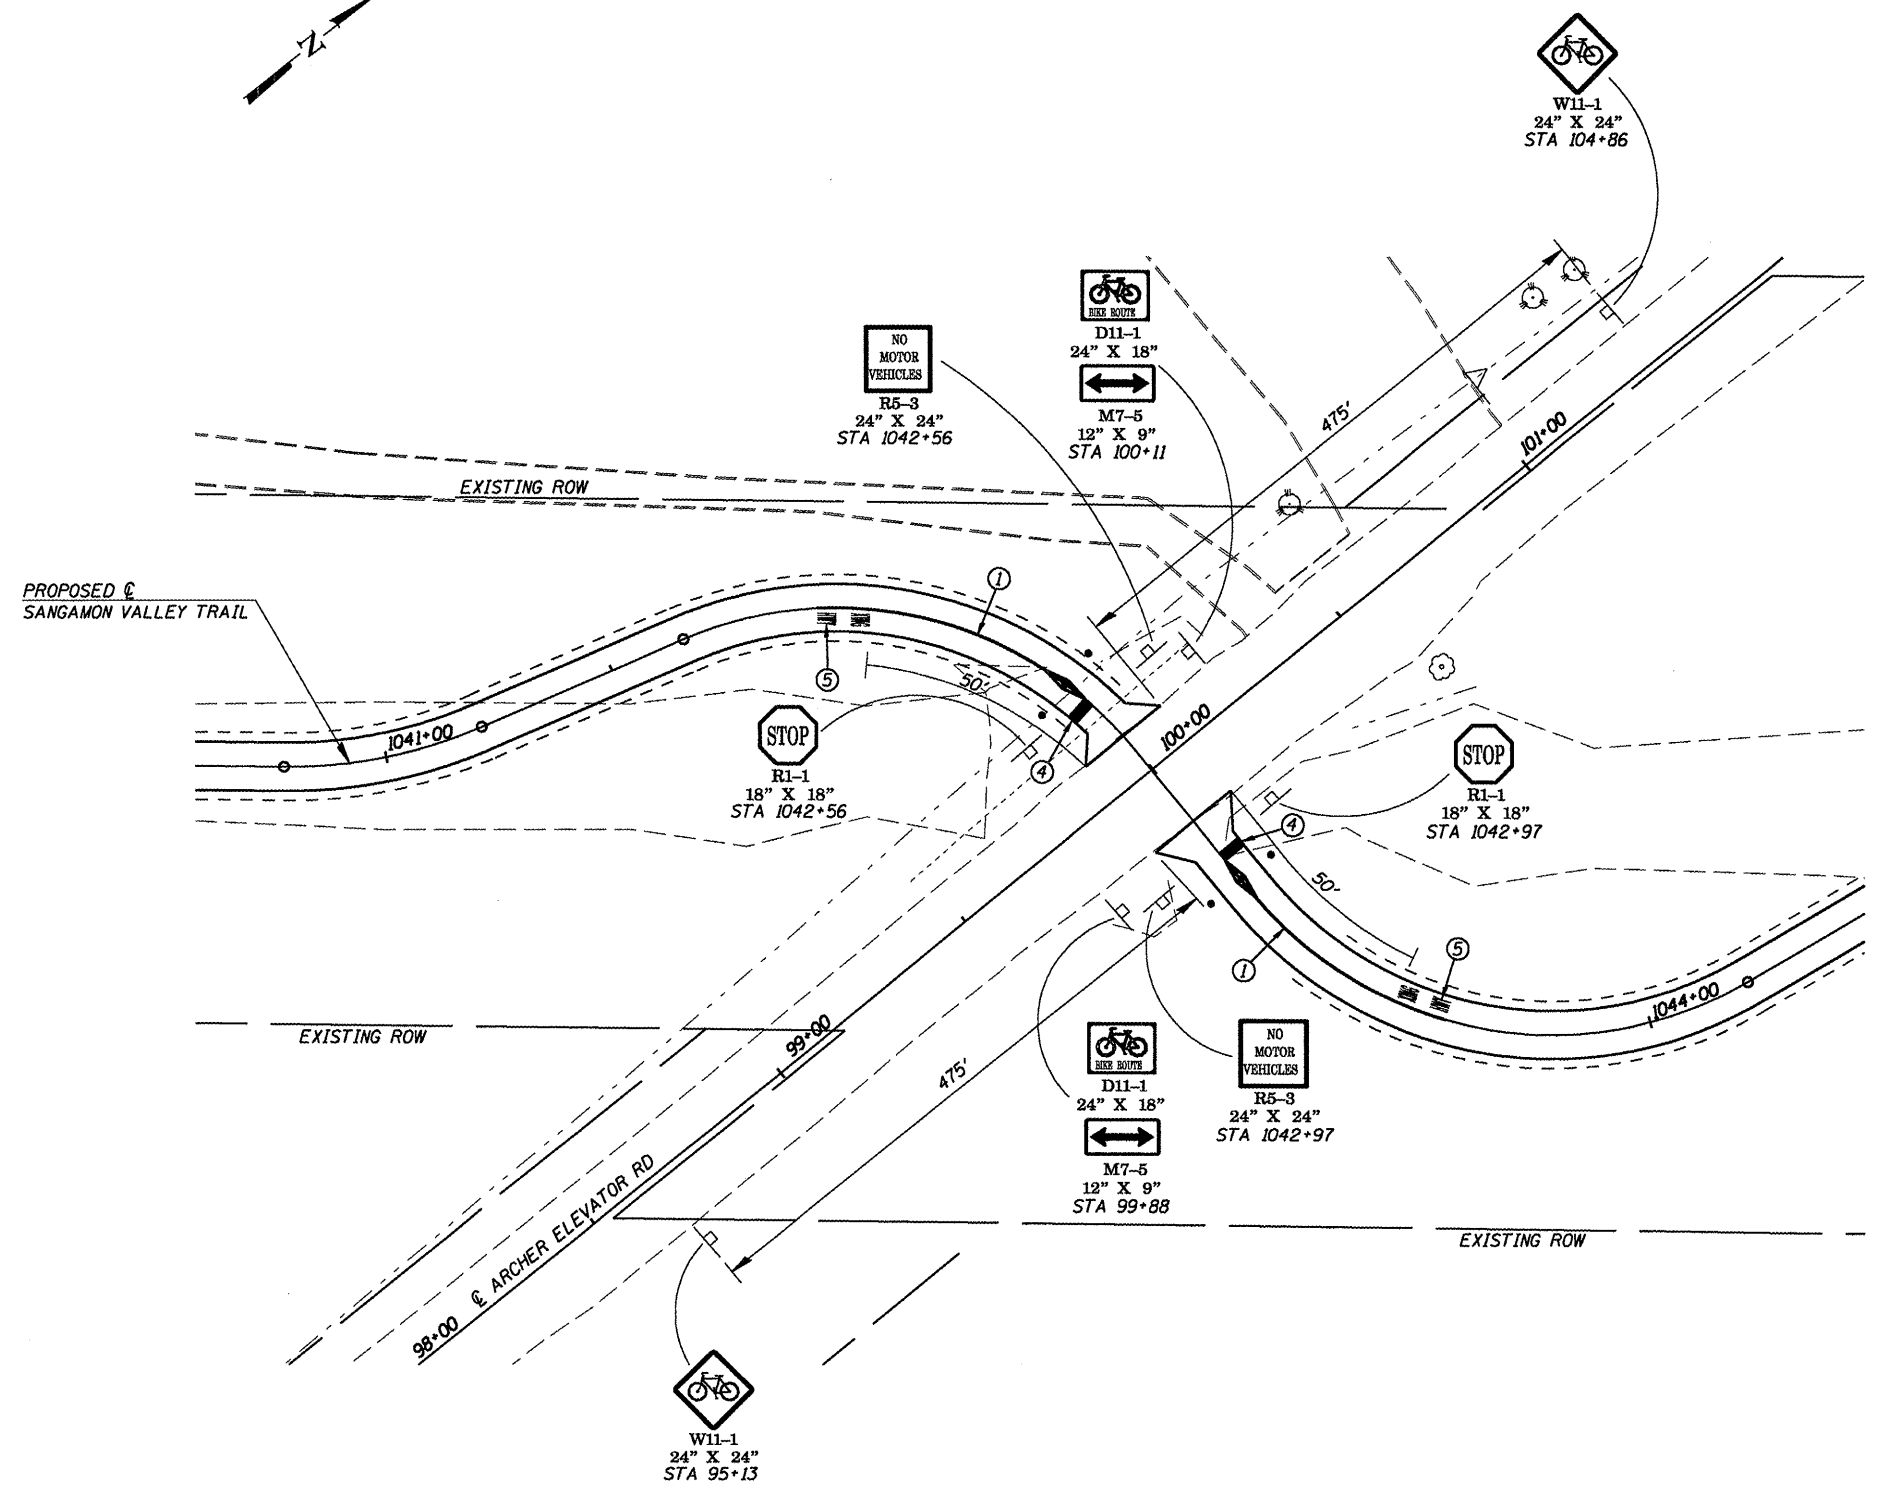 N
W11-1
24" X 24"
STA 104+86
BIKE ROUTE
D11-1
24" X 18"
M7-5
12" X 9"
STA 100+11
NO
MOTOR
VEHICLES
R5-3
24" X 24"
STA 1042+56
475'
101+00
EXISTING ROW
1
PROPOSED ℄
SANGAMON VALLEY TRAIL
5
50'
1041+00
STOP
R1-1
18" X 18"
STA 1042+56
4
100+00
STOP
R1-1
18" X 18"
STA 1042+97
4
50'
5
1
1044+00
EXISTING ROW
99+00
475'
BIKE ROUTE
D11-1
24" X 18"
M7-5
12" X 9"
STA 99+88
NO
MOTOR
VEHICLES
R5-3
24" X 24"
STA 1042+97
℄ ARCHER ELEVATOR RD
98+00
EXISTING ROW
W11-1
24" X 24"
STA 95+13